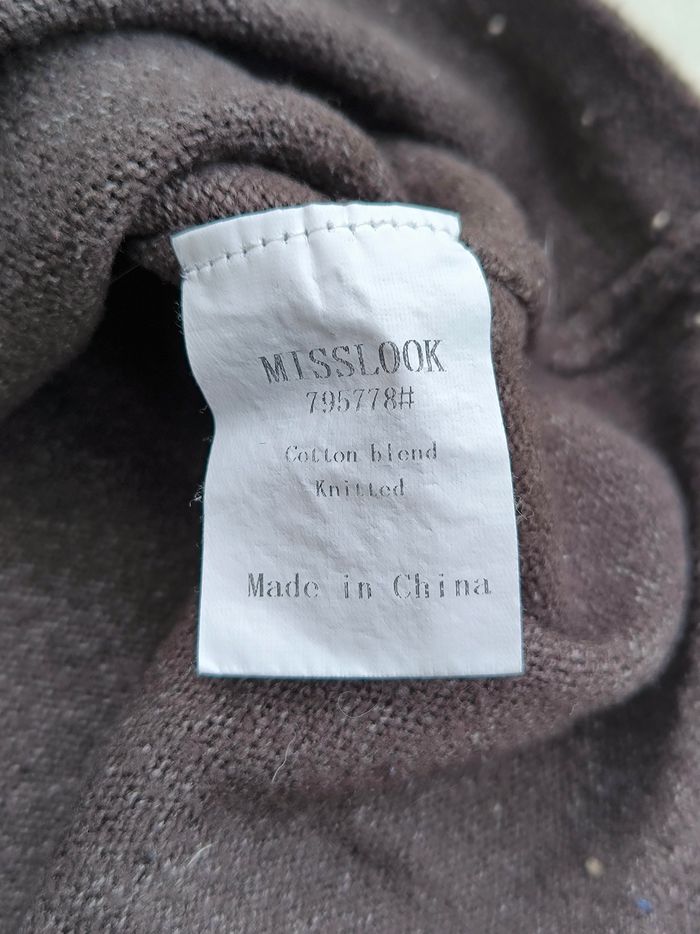 MISSLOOK
795778#
Cotton blend
Knitted
Made in China